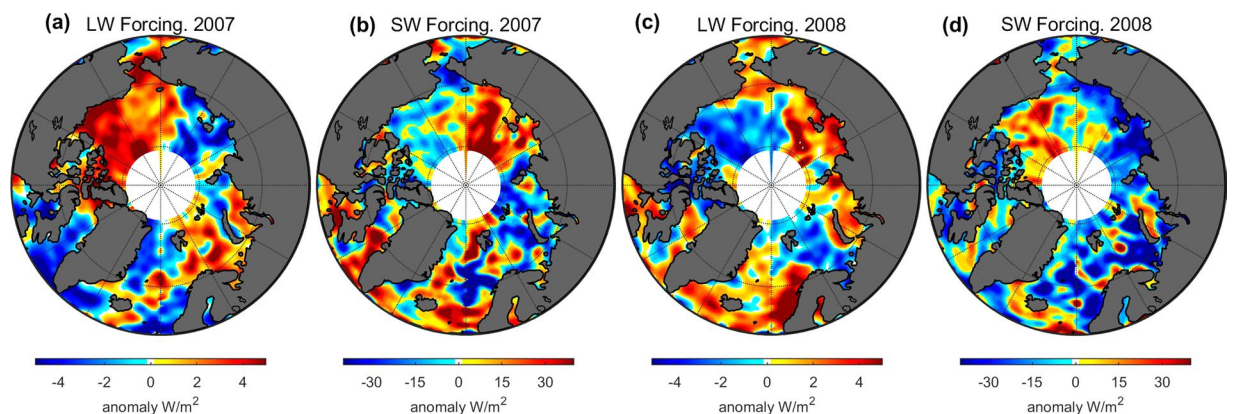 (a) LW Forcing. 2007
(b) SW Forcing. 2007
(c) LW Forcing. 2008
(d) SW Forcing. 2008
-4 -2 0 2 4
anomaly W/m²
-30 -15 0 15 30
anomaly W/m²
-4 -2 0 2 4
anomaly W/m²
-30 -15 0 15 30
anomaly W/m²